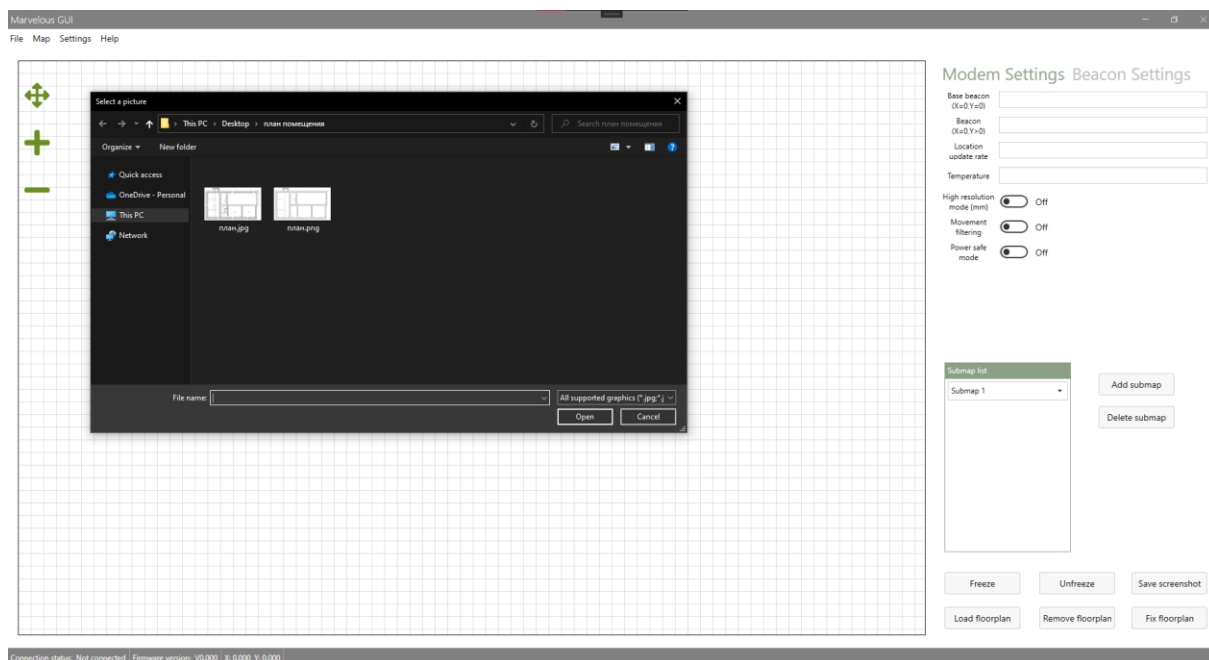 Marvelous GUI
File Map Settings Help
Select a picture
This PC › Desktop › план помещения
Search план помещения
Organize New folder
Quick access
OneDrive - Personal
This PC
Network
план.jpg план.png
File name: All supported graphics (*.jpg;*.j
Open Cancel
Modem Settings Beacon Settings
Base beacon
(X=0,Y=0)
Beacon
(X=0,Y>0)
Location
update rate
Temperature
High resolution
mode (mm) Off
Movement
filtering Off
Power safe
mode Off
Submap list
Submap 1
Add submap
Delete submap
Freeze Unfreeze Save screenshot
Load floorplan Remove floorplan Fix floorplan
Connection status: Not connected Firmware version: V0.000 X: 0.000 Y: 0.000